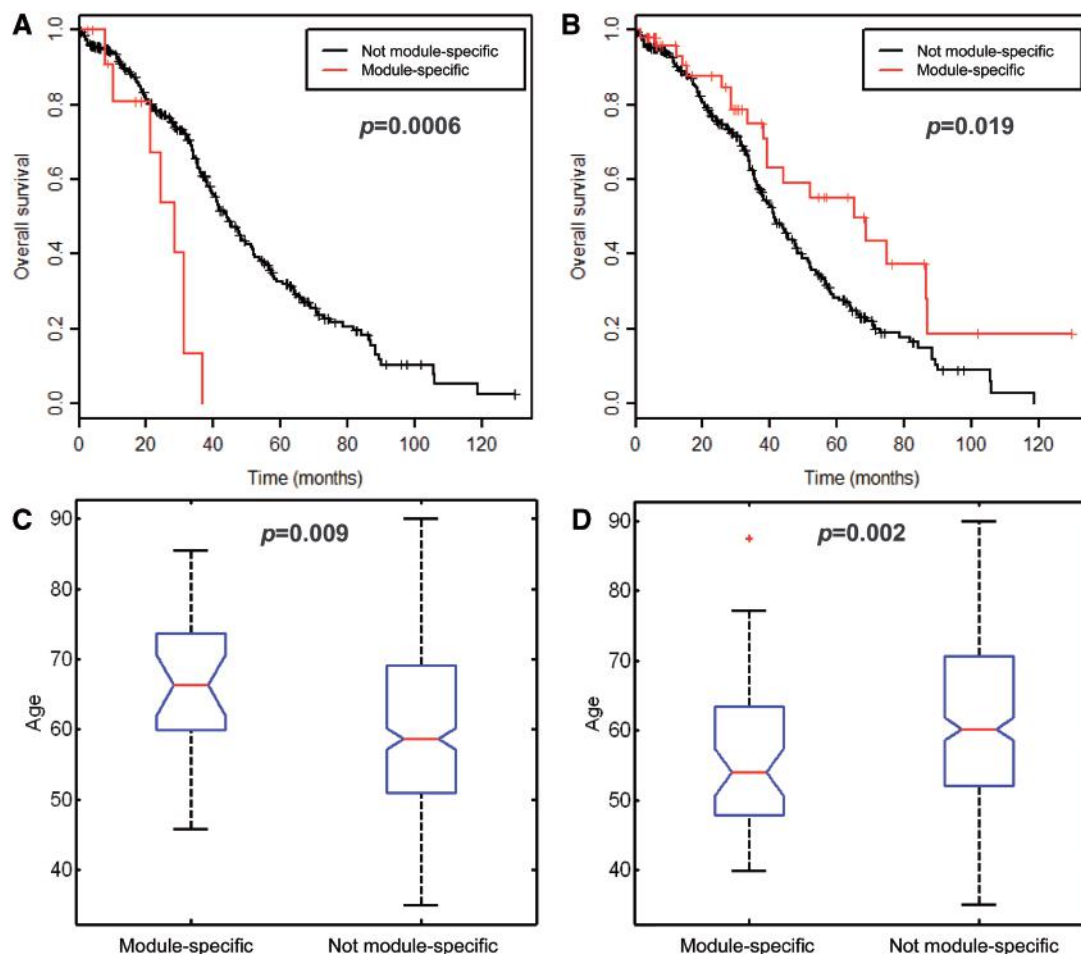 A
Not module-specific
Module-specific
p=0.0006
Overall survival
1.0
0.8
0.6
0.4
0.2
0.0
0 20 40 60 80 100 120
Time (months)
B
Not module-specific
Module-specific
p=0.019
Overall survival
1.0
0.8
0.6
0.4
0.2
0.0
0 20 40 60 80 100 120
Time (months)
C
p=0.009
Age
90
80
70
60
50
40
Module-specific Not module-specific
D
p=0.002
Age
90
80
70
60
50
40
Module-specific Not module-specific